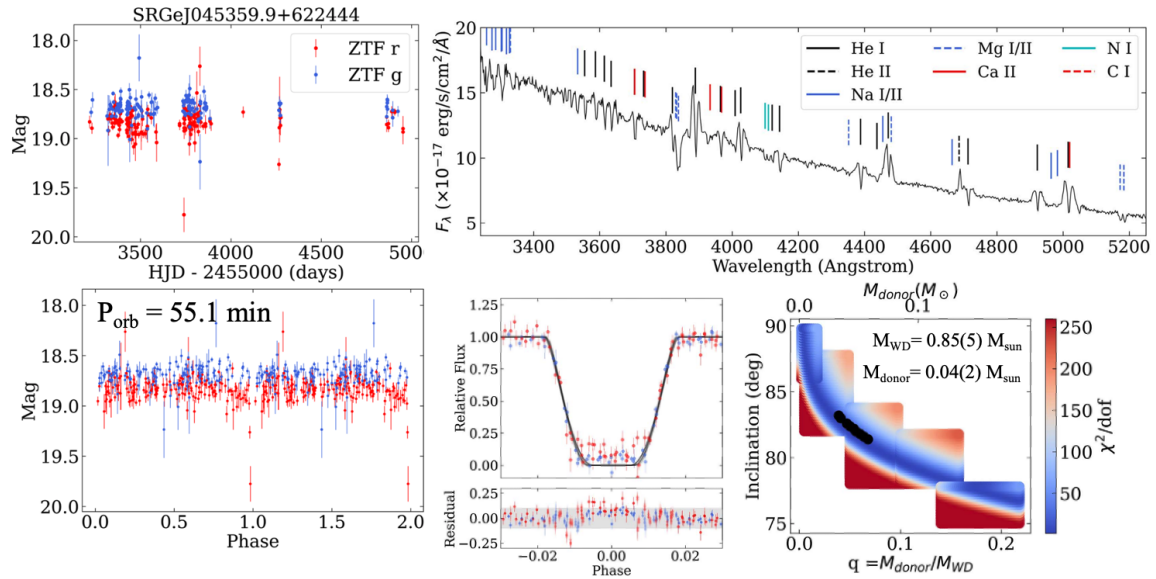 SRGeJ045359.9+622444
18.0
18.5
19.0
19.5
20.0
Mag
ZTF r
ZTF g
3500
4000
4500
500
HJD - 2455000 (days)
15
10
5
F_λ (×10⁻¹⁷ erg/s/cm²/Å)
He I
He II
Na I/II
Mg I/II
Ca II
N I
C I
3400 3600 3800 4000 4200 4400 4600 4800 5000 5200
Wavelength (Angstrom)
P_orb = 55.1 min
18.0
18.5
19.0
19.5
20.0
Mag
0.0 0.5 1.0 1.5 2.0
Phase
1.25
1.00
0.75
0.50
0.25
0.00
Relative Flux
0.25
0.00
−0.25
Residual
−0.02 0.00 0.02
Phase
M_donor(M_⊙)
0.0 0.1
M_WD= 0.85(5) M_sun
M_donor= 0.04(2) M_sun
90
85
80
75
Inclination (deg)
0.0 0.1 0.2
q =M_donor/M_WD
250
200
150
100
50
χ²/dof